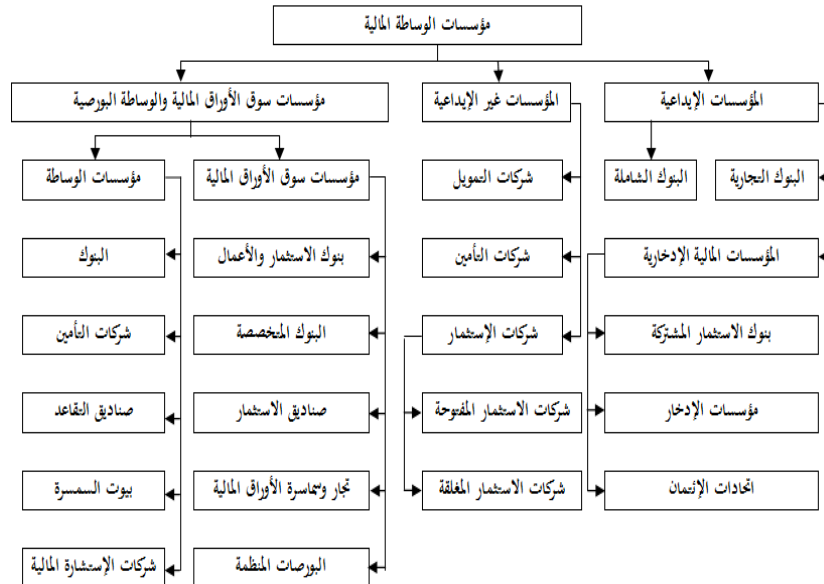 مؤسسات الوساطة المالية
المؤسسات الإيداعية
المؤسسات غير الإيداعية
مؤسسات سوق الأوراق المالية والوساطة البورصية
البنوك التجارية
البنوك الشاملة
شركات التمويل
مؤسسات سوق الأوراق المالية
مؤسسات الوساطة
المؤسسات المالية الإدخارية
شركات التأمين
بنوك الاستثمار والأعمال
البنوك
بنوك الاستثمار المشتركة
شركات الإستثمار
البنوك المتخصصة
شركات التأمين
مؤسسات الإدخار
شركات الاستثمار المفتوحة
صناديق الاستثمار
صناديق التقاعد
اتحادات الإئتمان
شركات الاستثمار المغلقة
تجار وسماسرة الأوراق المالية
بيوت السمسرة
البورصات المنظمة
شركات الإستشارة المالية